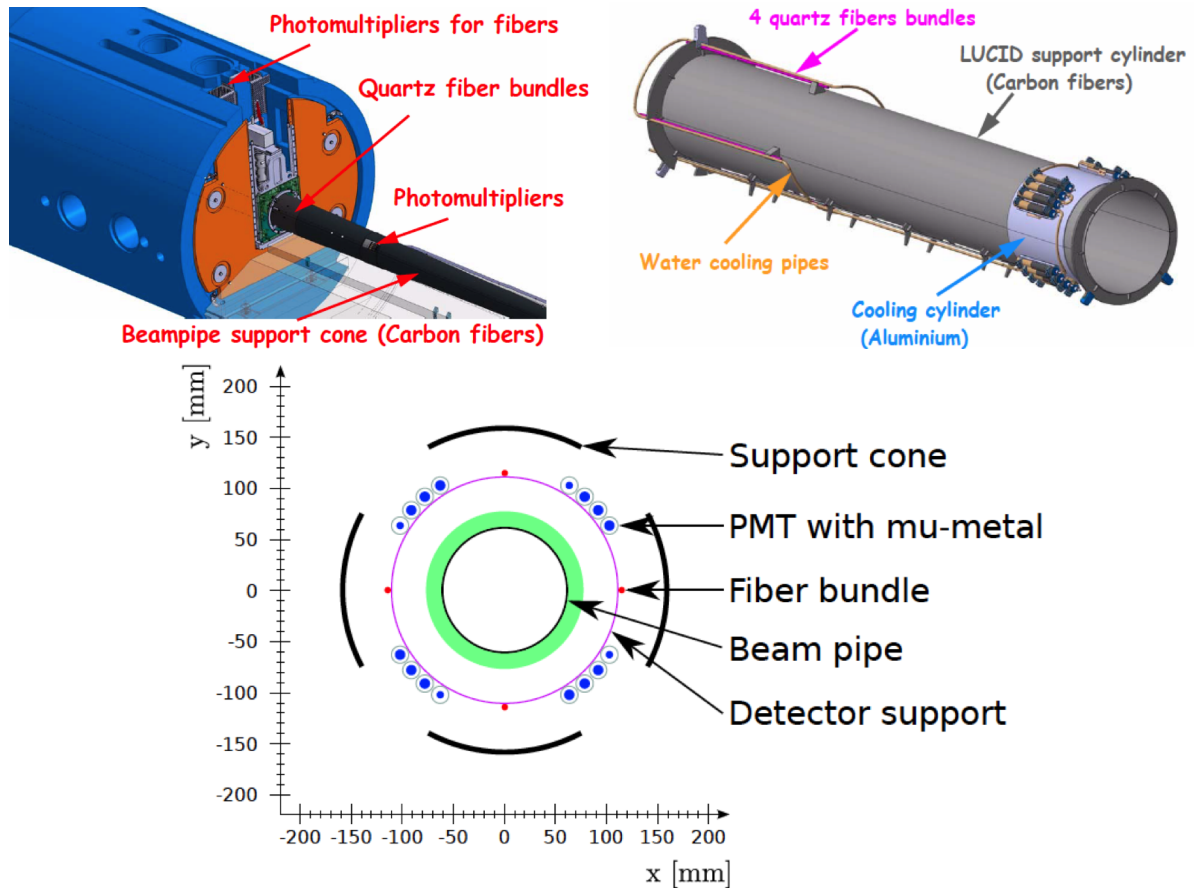 Photomultipliers for fibers
Quartz fiber bundles
Photomultipliers
Beampipe support cone (Carbon fibers)
4 quartz fibers bundles
LUCID support cylinder
(Carbon fibers)
Water cooling pipes
Cooling cylinder
(Aluminium)
y [mm]
200
150
100
50
0
-50
-100
-150
-200
-200 -150 -100 -50 0 50 100 150 200
x [mm]
Support cone
PMT with mu-metal
Fiber bundle
Beam pipe
Detector support